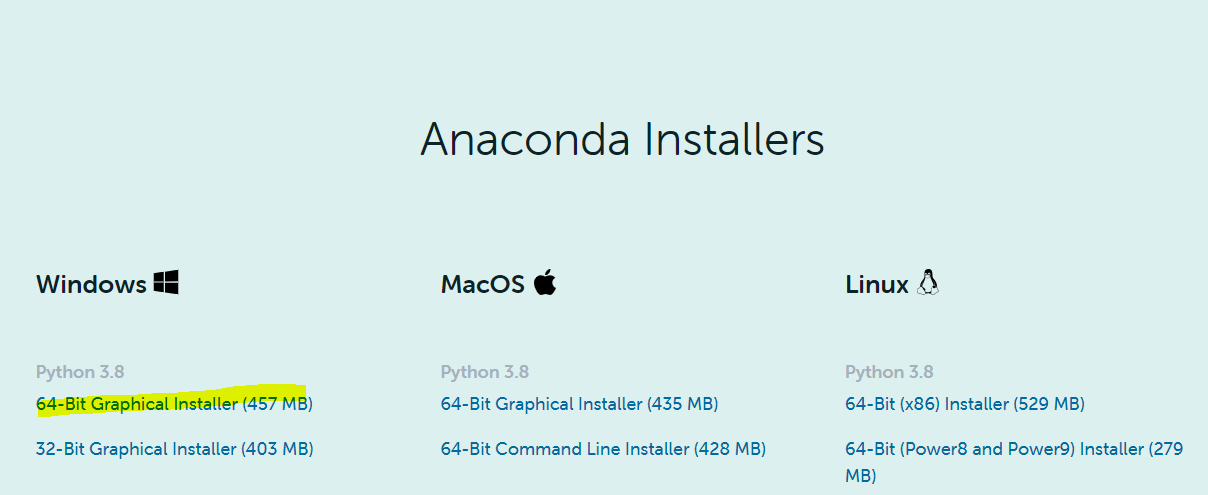 Anaconda Installers
Windows
Python 3.8
64-Bit Graphical Installer (457 MB)
32-Bit Graphical Installer (403 MB)
MacOS
Python 3.8
64-Bit Graphical Installer (435 MB)
64-Bit Command Line Installer (428 MB)
Linux
Python 3.8
64-Bit (x86) Installer (529 MB)
64-Bit (Power8 and Power9) Installer (279
MB)